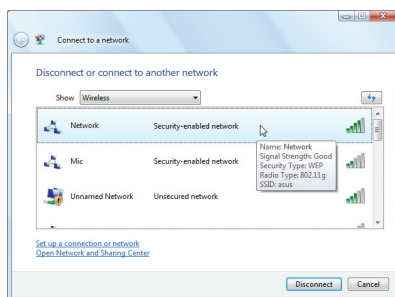 Connect to a network
Disconnect or connect to another network
Show Wireless
Network Security-enabled network
Name: Network
Signal Strength: Good
Security Type: WEP
Radio Type: 802.11g
SSID: asus
Mic Security-enabled network
Unnamed Network Unsecured network
Set up a connection or network
Open Network and Sharing Center
Disconnect Cancel